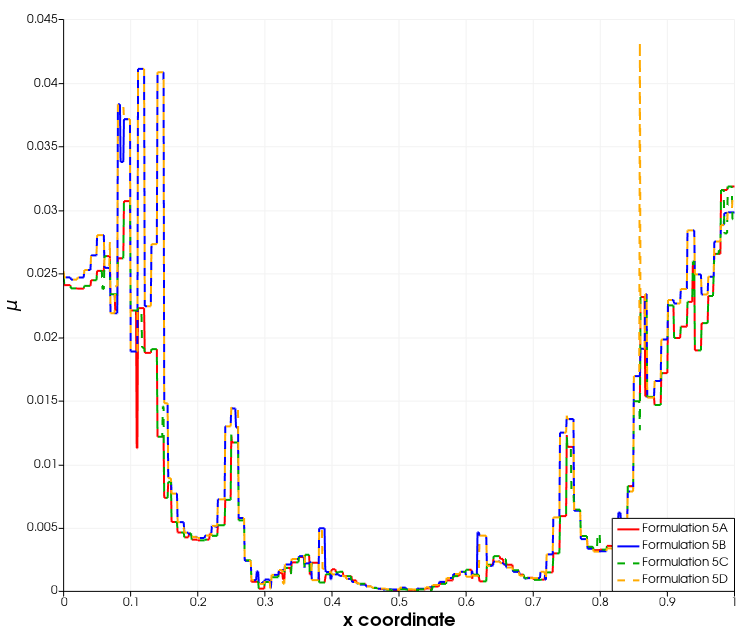 0.045
0.04
0.035
0.03
0.025
0.02
0.015
0.01
0.005
0
μ
0 0.1 0.2 0.3 0.4 0.5 0.6 0.7 0.8 0.9 1
x coordinate
Formulation 5A
Formulation 5B
Formulation 5C
Formulation 5D